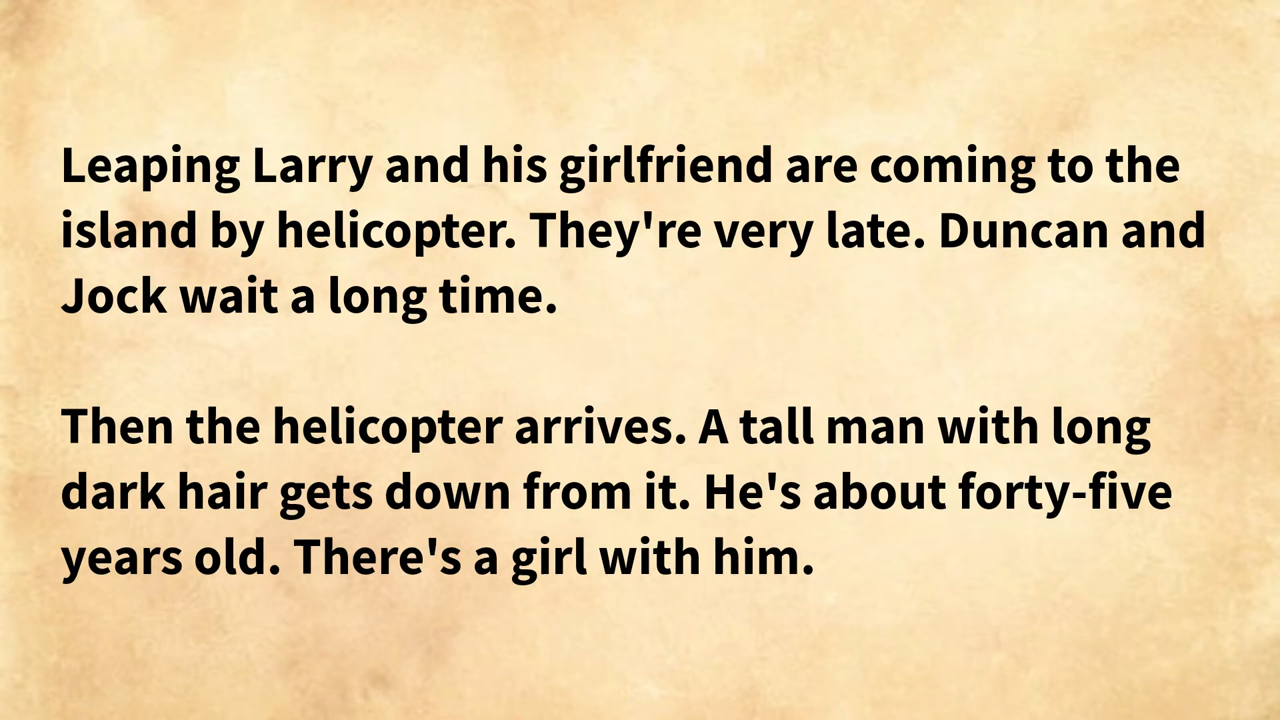 Leaping Larry and his girlfriend are coming to the
island by helicopter. They're very late. Duncan and
Jock wait a long time.
Then the helicopter arrives. A tall man with long
dark hair gets down from it. He's about forty-five
years old. There's a girl with him.